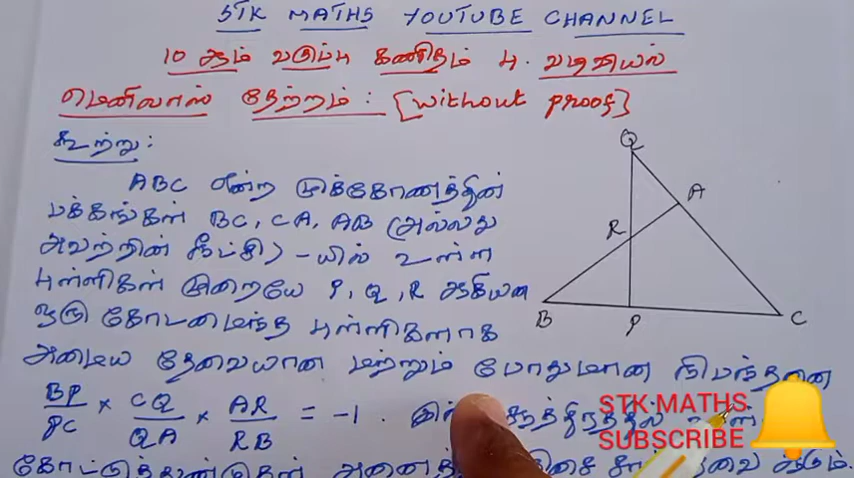 STK MATHS YOUTUBE CHANNEL
10 ஆம் வகுப்பு கணிதம் 4. வடிவியல்
மெனிலாஸ் தேற்றம் : [without proof]
கூற்று :
ABC என்ற முக்கோணத்தின்
பக்கங்கள் BC, CA, AB (அல்லது
அவற்றின் நீட்சி) -யில் உள்ள
புள்ளிகள் முறையே P, Q, R ஆகியன
ஒரு கோடமைந்த புள்ளிகளாக
அமைய தேவையான மற்றும் போதுமான நிபந்தனை
BP/PC × CQ/QA × AR/RB = -1 .
கோட்டுத்துண்டுகள்
Q
A
R
B
P
C
STK MATHS
SUBSCRIBE